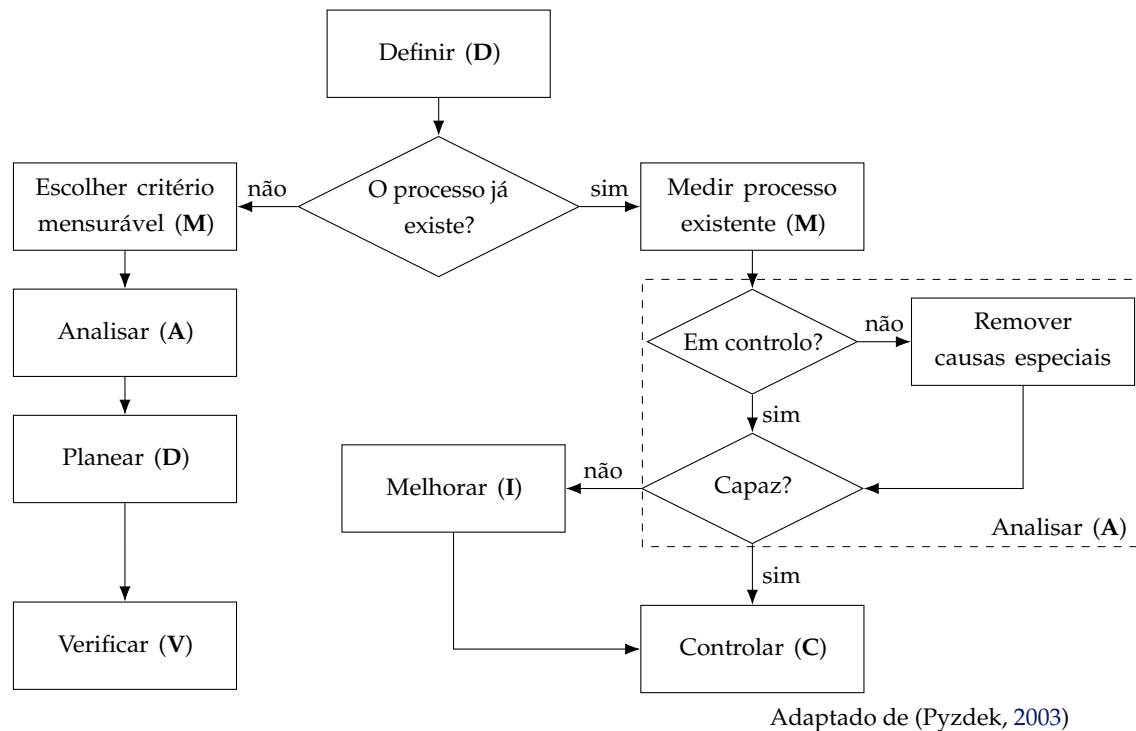 Definir (D)
O processo já
existe?
não
sim
Escolher critério
mensurável (M)
Medir processo
existente (M)
Analisar (A)
Em controlo?
não
Remover
causas especiais
sim
Planear (D)
Melhorar (I)
não
Capaz?
Analisar (A)
sim
Verificar (V)
Controlar (C)
Adaptado de (Pyzdek, 2003)